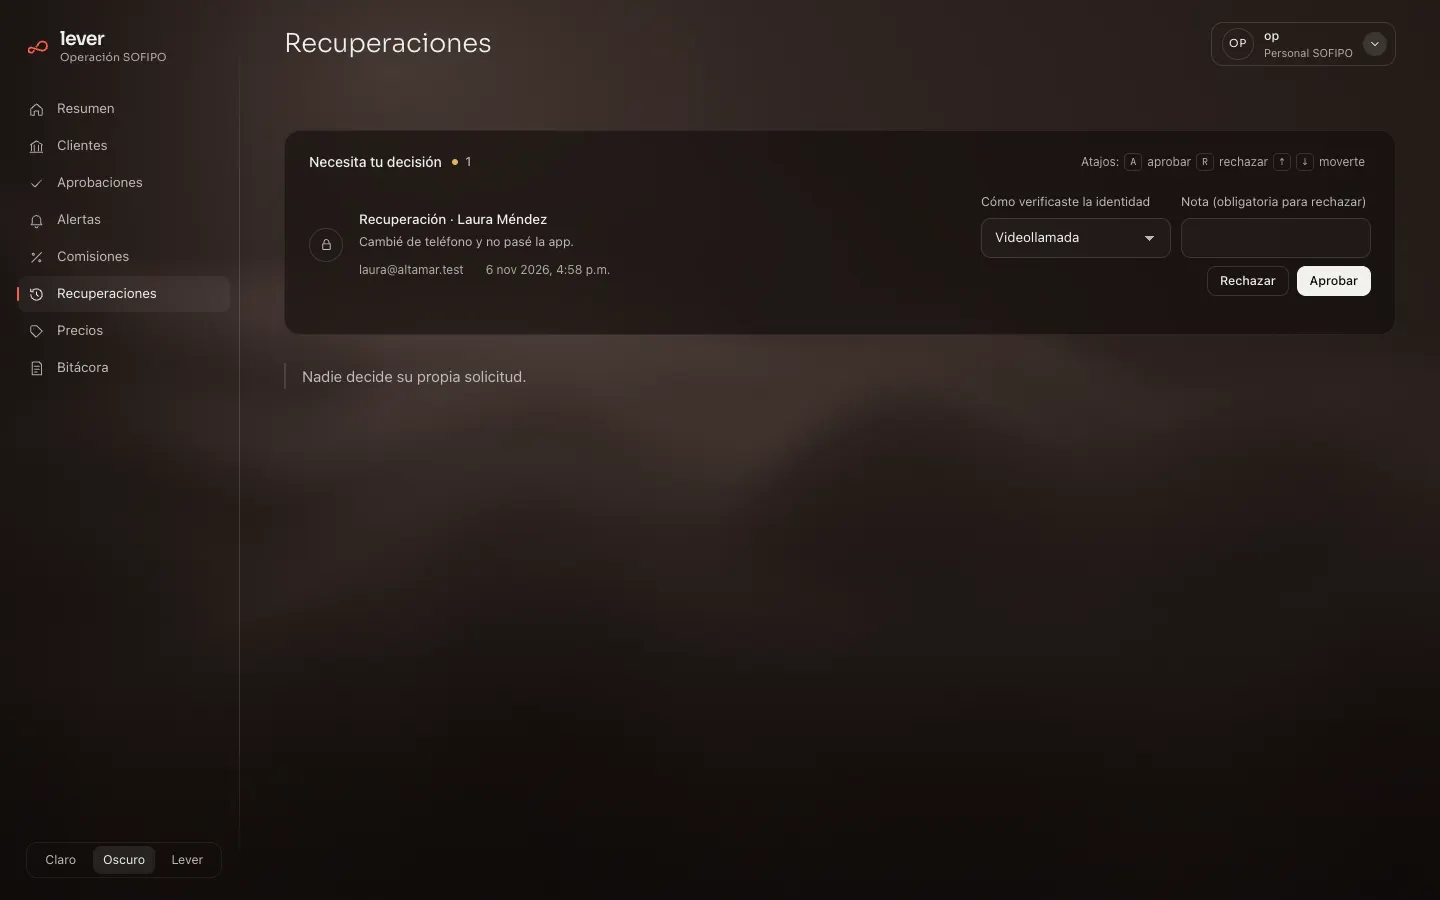 lever
Operación SOFIPO
Resumen
Clientes
Aprobaciones
Alertas
Comisiones
Recuperaciones
Precios
Bitácora
Claro Oscuro Lever
Recuperaciones
OP
op
Personal SOFIPO
Necesita tu decisión 1
Atajos: A aprobar R rechazar ↑ ↓ moverte
Recuperación · Laura Méndez
Cambié de teléfono y no pasé la app.
laura@altamar.test 6 nov 2026, 4:58 p.m.
Cómo verificaste la identidad
Videollamada
Nota (obligatoria para rechazar)
Rechazar Aprobar
Nadie decide su propia solicitud.